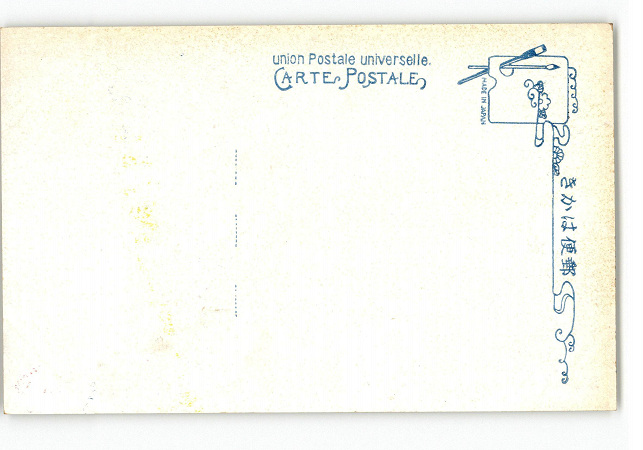 union Postale universelle.
CARTE POSTALE
MADE IN JAPAN
きかは便郵